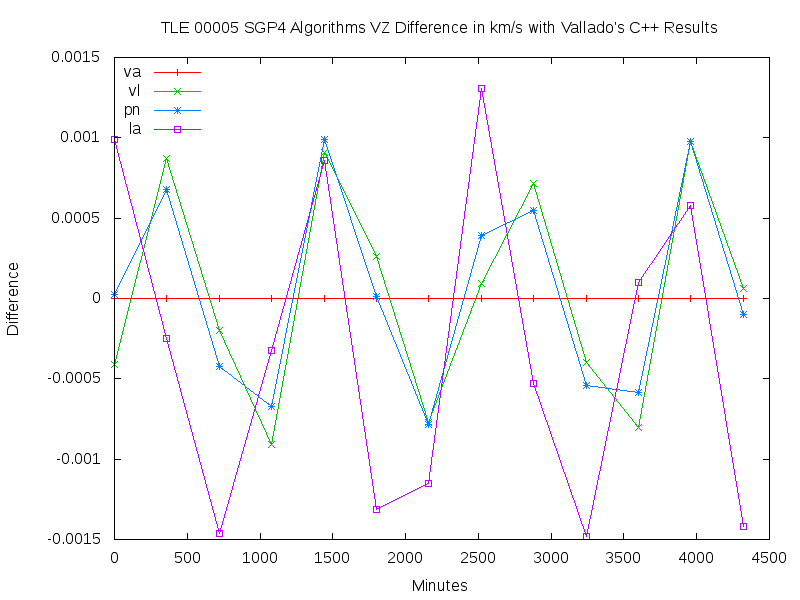 TLE 00005 SGP4 Algorithms VZ Difference in km/s with Vallado's C++ Results
0.0015
va
vl
pn
la
0.001
0.0005
0
-0.0005
-0.001
-0.0015
Difference
0 500 1000 1500 2000 2500 3000 3500 4000 4500
Minutes